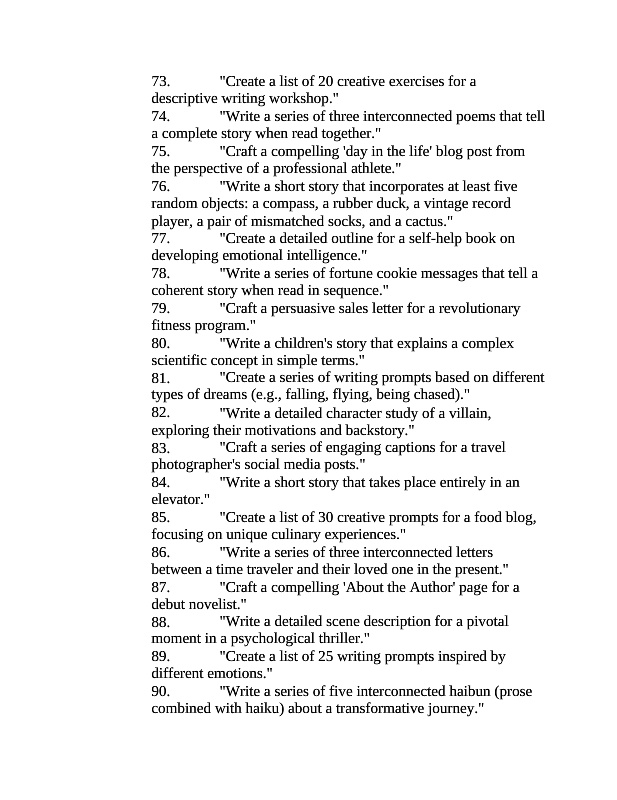 73. "Create a list of 20 creative exercises for a
descriptive writing workshop."
74. "Write a series of three interconnected poems that tell
a complete story when read together."
75. "Craft a compelling 'day in the life' blog post from
the perspective of a professional athlete."
76. "Write a short story that incorporates at least five
random objects: a compass, a rubber duck, a vintage record
player, a pair of mismatched socks, and a cactus."
77. "Create a detailed outline for a self-help book on
developing emotional intelligence."
78. "Write a series of fortune cookie messages that tell a
coherent story when read in sequence."
79. "Craft a persuasive sales letter for a revolutionary
fitness program."
80. "Write a children's story that explains a complex
scientific concept in simple terms."
81. "Create a series of writing prompts based on different
types of dreams (e.g., falling, flying, being chased)."
82. "Write a detailed character study of a villain,
exploring their motivations and backstory."
83. "Craft a series of engaging captions for a travel
photographer's social media posts."
84. "Write a short story that takes place entirely in an
elevator."
85. "Create a list of 30 creative prompts for a food blog,
focusing on unique culinary experiences."
86. "Write a series of three interconnected letters
between a time traveler and their loved one in the present."
87. "Craft a compelling 'About the Author' page for a
debut novelist."
88. "Write a detailed scene description for a pivotal
moment in a psychological thriller."
89. "Create a list of 25 writing prompts inspired by
different emotions."
90. "Write a series of five interconnected haibun (prose
combined with haiku) about a transformative journey."